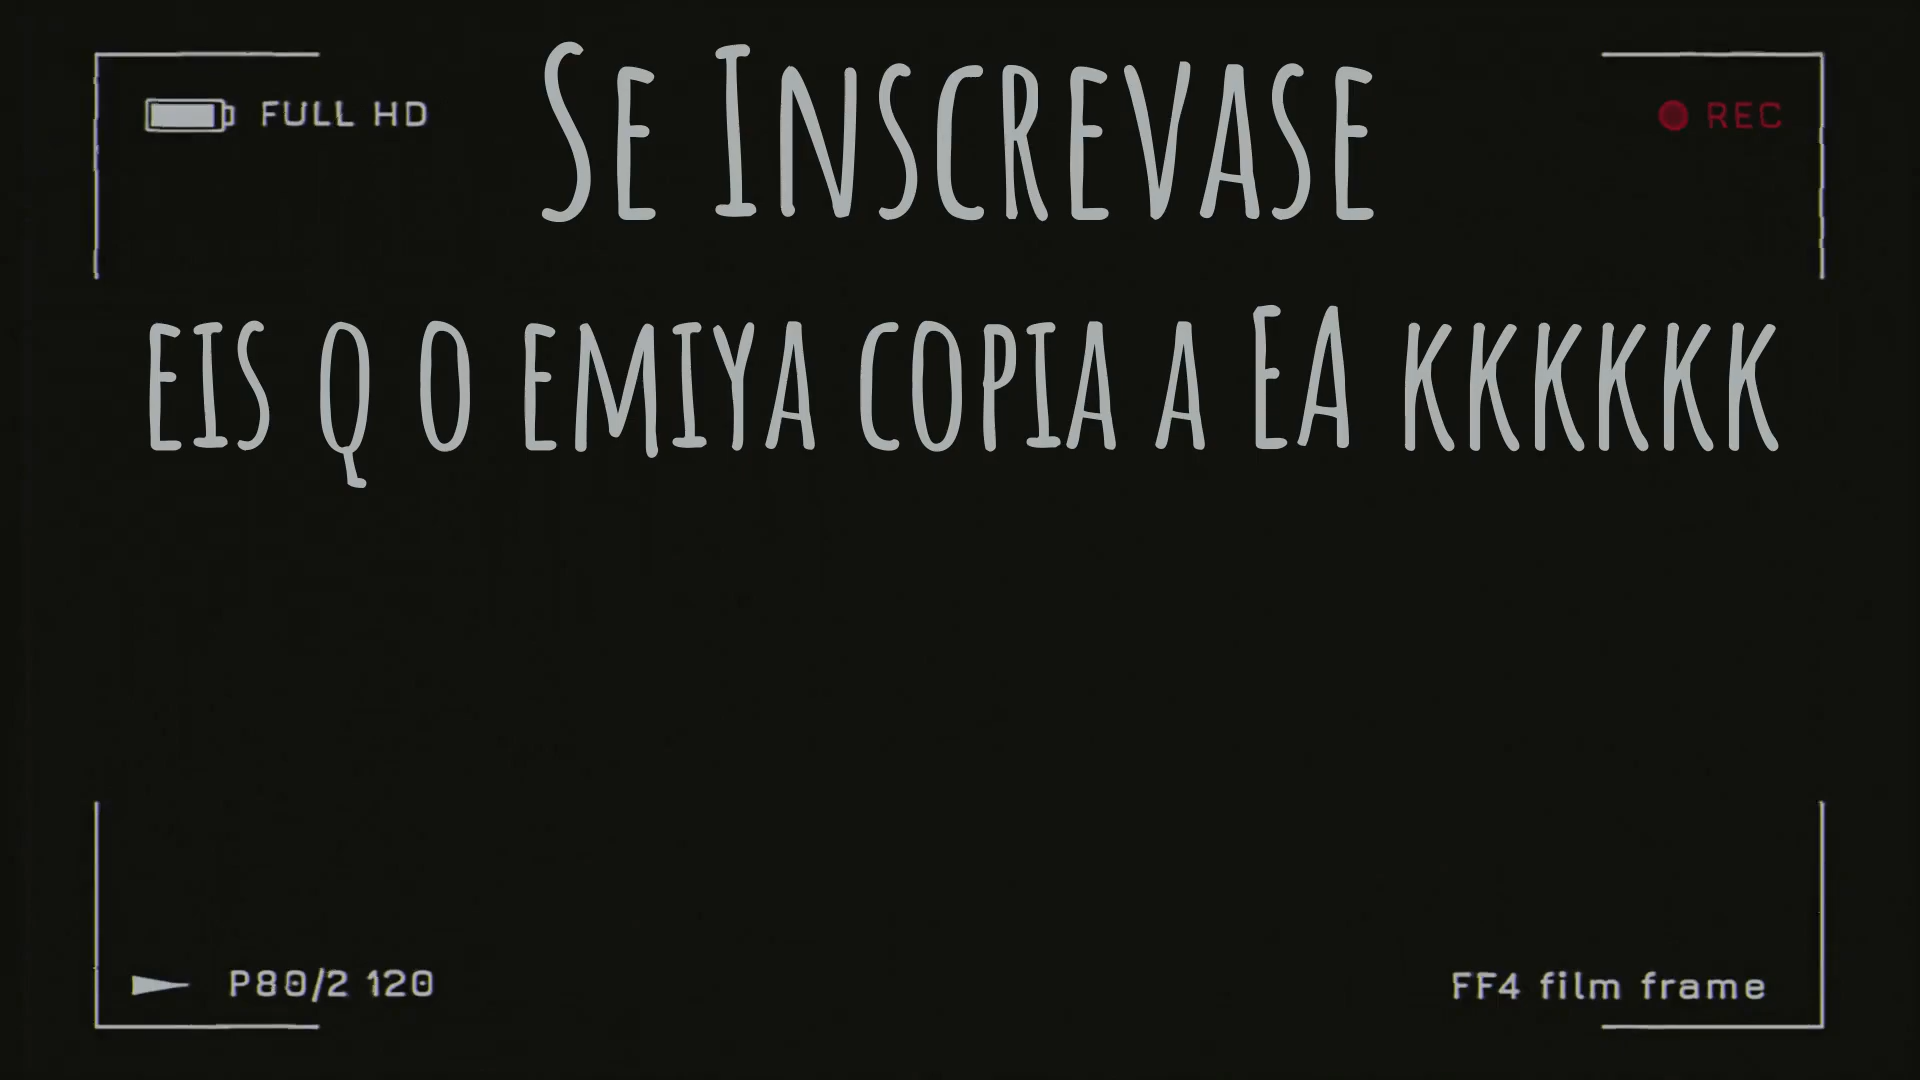 Se Inscrevase
FULL HD
REC
eis q o emiya copia a EA kkkkkk
P80/2 120
FF4 film frame